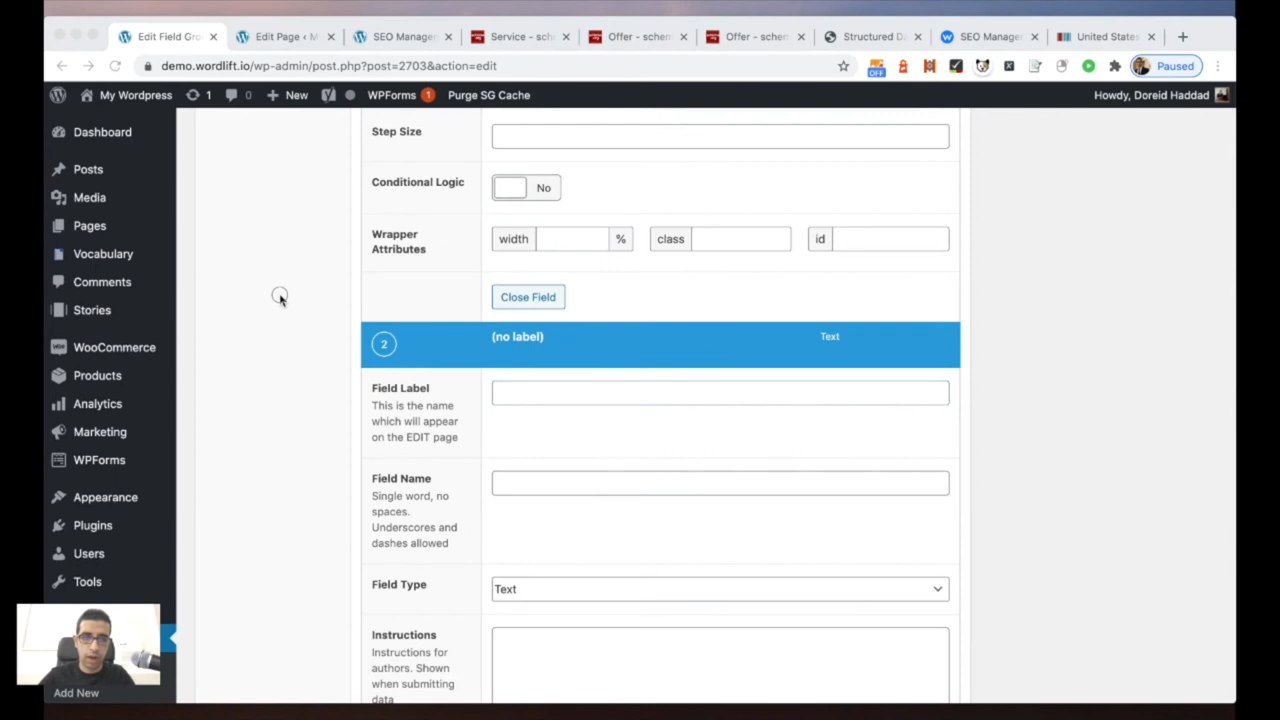 Edit Field Gro
Edit Page ‹ M
SEO Manager
Service - sch
Offer - schem
Offer - schem
Structured D
SEO Manage
United States
demo.wordlift.io/wp-admin/post.php?post=2703&action=edit
OFF
Paused
My Wordpress
1
0
New
WPForms 1
Purge SG Cache
Howdy, Doreid Haddad
Dashboard
Posts
Media
Pages
Vocabulary
Comments
Stories
WooCommerce
Products
Analytics
Marketing
WPForms
Appearance
Plugins
Users
Tools
Add New
Step Size
Conditional Logic
No
Wrapper
Attributes
width
%
class
id
Close Field
2
(no label)
Text
Field Label
This is the name
which will appear
on the EDIT page
Field Name
Single word, no
spaces.
Underscores and
dashes allowed
Field Type
Text
Instructions
Instructions for
authors. Shown
when submitting
data